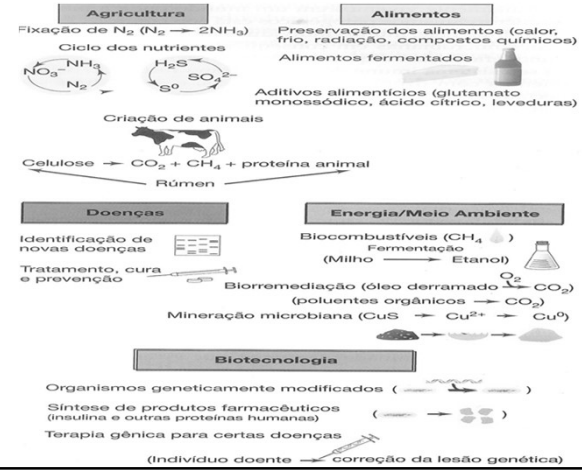 Agricultura
Fixação de N₂ (N₂ → 2NH₃)
Ciclo dos nutrientes
NO₃⁻ NH₃ N₂
H₂S SO₄²⁻ S⁰
Criação de animais
Celulose → CO₂ + CH₄ + proteína animal
Rúmen
Alimentos
Preservação dos alimentos (calor,
frio, radiação, compostos químicos)
Alimentos fermentados
Aditivos alimentícios (glutamato
monossódico, ácido cítrico, leveduras)
Doenças
Identificação de
novas doenças
Tratamento, cura
e prevenção
Energia/Meio Ambiente
Biocombustíveis (CH₄ )
Fermentação
(Milho → Etanol)
O₂
Biorremediação (óleo derramado → CO₂)
(poluentes orgânicos → CO₂)
Mineração microbiana (CuS → Cu²⁺ → Cu⁰)
Biotecnologia
Organismos geneticamente modificados ( → )
Síntese de produtos farmacêuticos
(insulina e outras proteínas humanas) ( → )
Terapia gênica para certas doenças
(Indivíduo doente → correção da lesão genética)